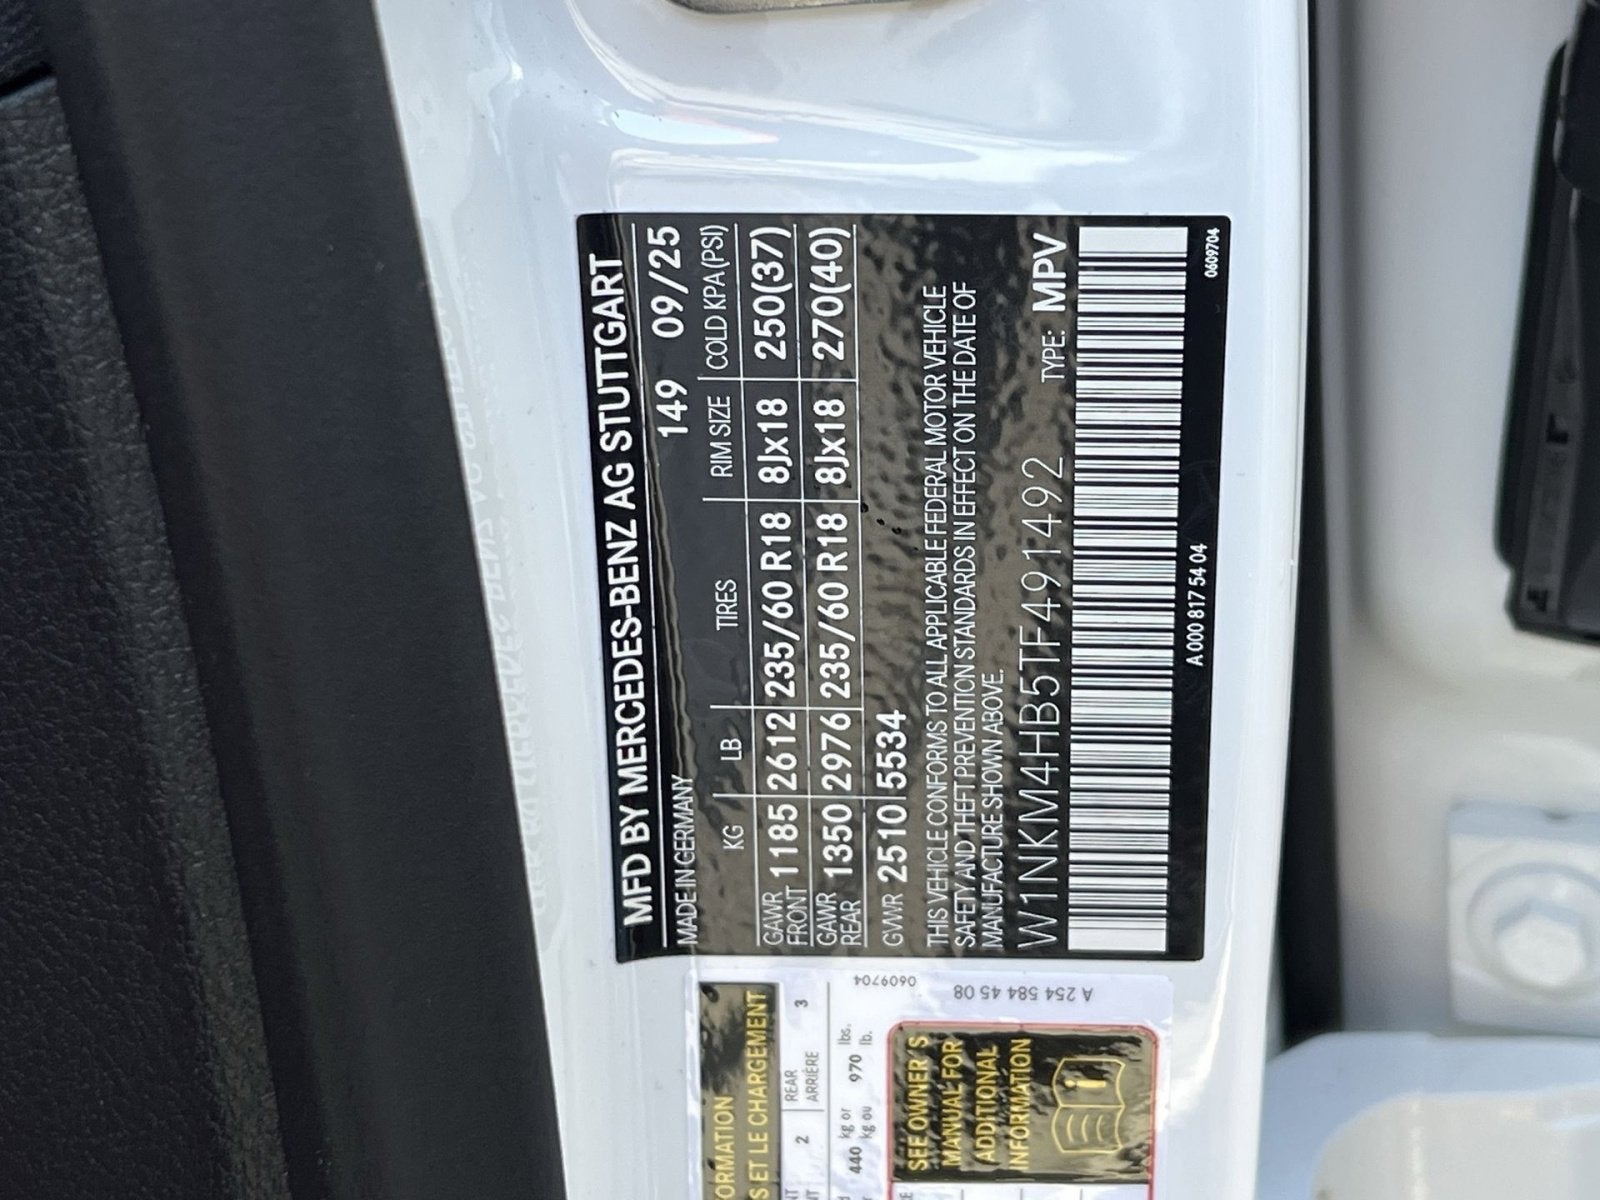 MFD BY MERCEDES-BENZ AG STUTTGART
MADE IN GERMANY 149 09/25
KG LB TIRES RIM SIZE COLD KPA(PSI)
GAWR FRONT 1185 2612 235/60 R18 8Jx18 250(37)
GAWR REAR 1350 2976 235/60 R18 8Jx18 270(40)
GVWR 2510 5534
THIS VEHICLE CONFORMS TO ALL APPLICABLE FEDERAL MOTOR VEHICLE
SAFETY AND THEFT PREVENTION STANDARDS IN EFFECT ON THE DATE OF
MANUFACTURE SHOWN ABOVE.
W1NKM4HB5TF491492 TYPE: MPV
A 000 817 54 04
0609704
ET LE CHARGEMENT
2 REAR 3
ARRIÈRE
440 kg or 970 lbs.
kg ou lb.
0609704
A 254 584 45 08
SEE OWNER'S
MANUAL FOR
ADDITIONAL
INFORMATION